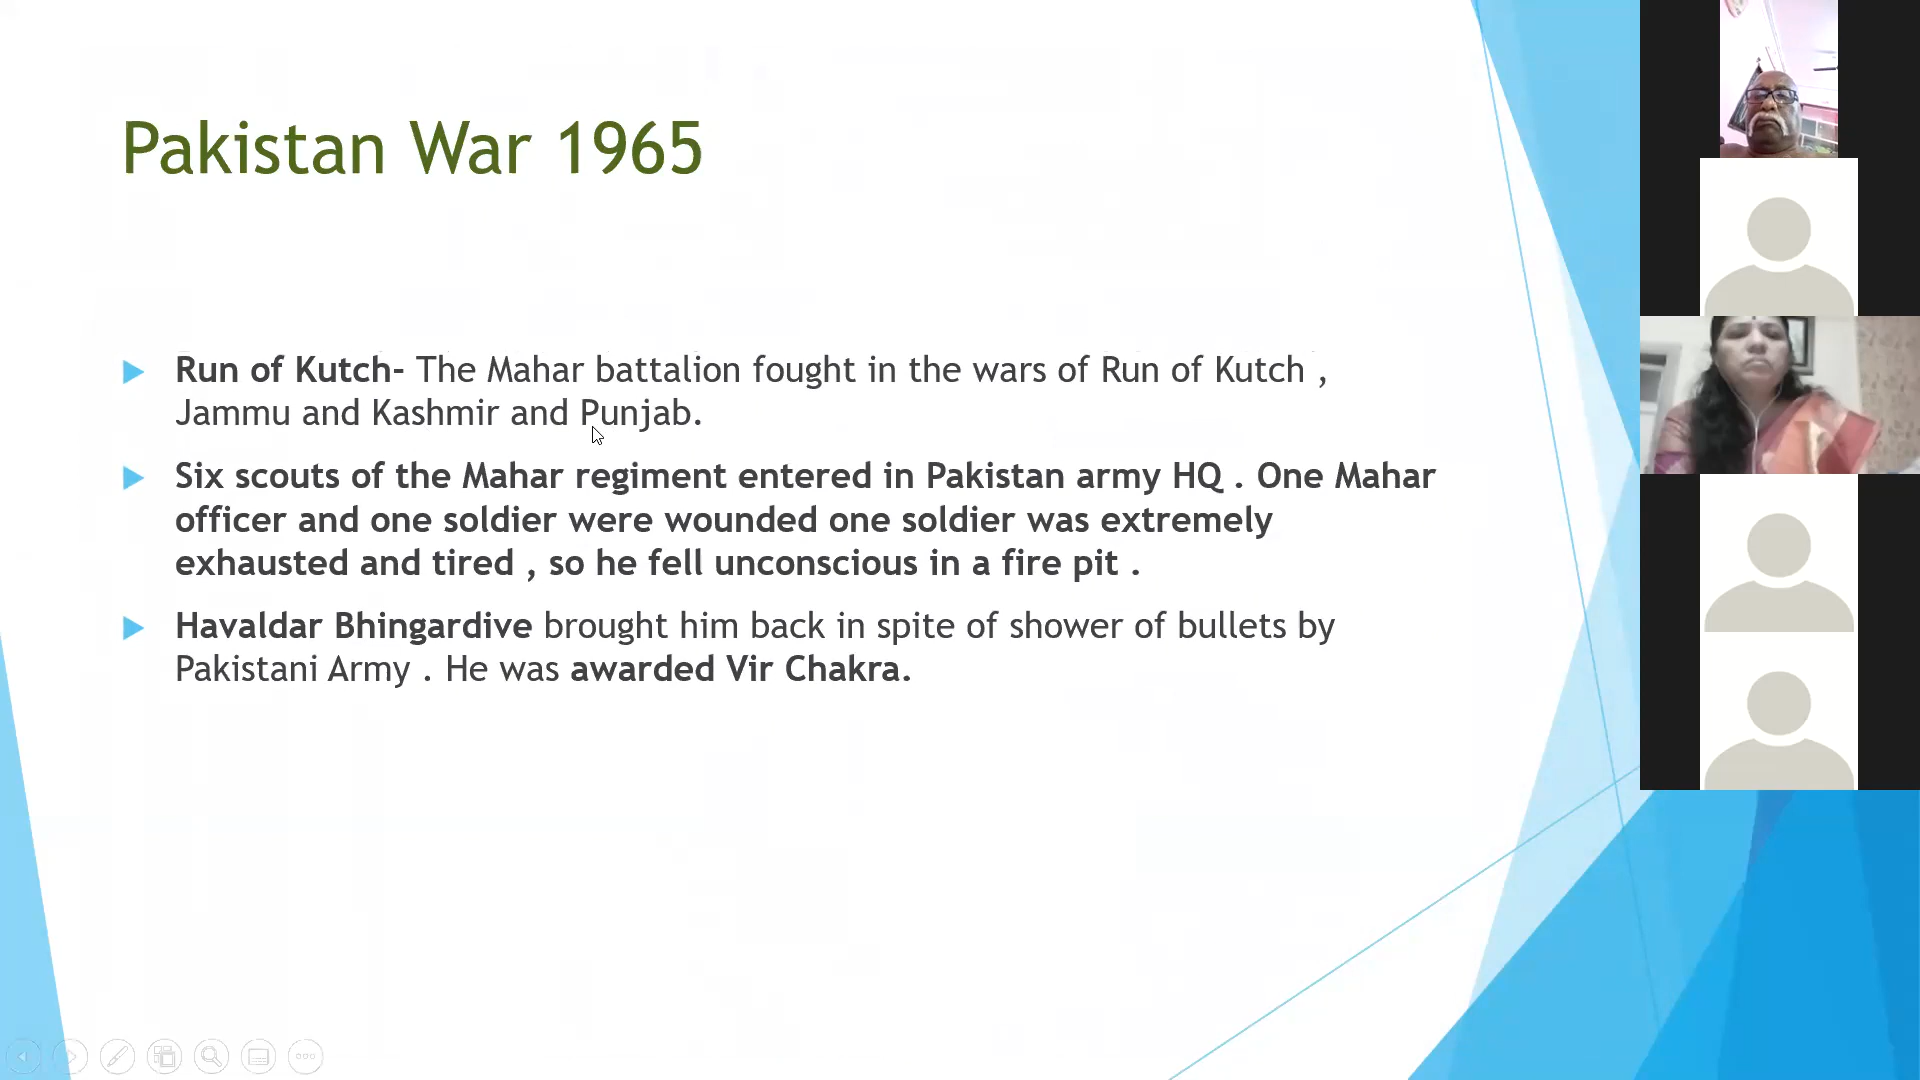 Pakistan War 1965
Run of Kutch- The Mahar battalion fought in the wars of Run of Kutch ,
Jammu and Kashmir and Punjab.
Six scouts of the Mahar regiment entered in Pakistan army HQ . One Mahar
officer and one soldier were wounded one soldier was extremely
exhausted and tired , so he fell unconscious in a fire pit .
Havaldar Bhingardive brought him back in spite of shower of bullets by
Pakistani Army . He was awarded Vir Chakra.